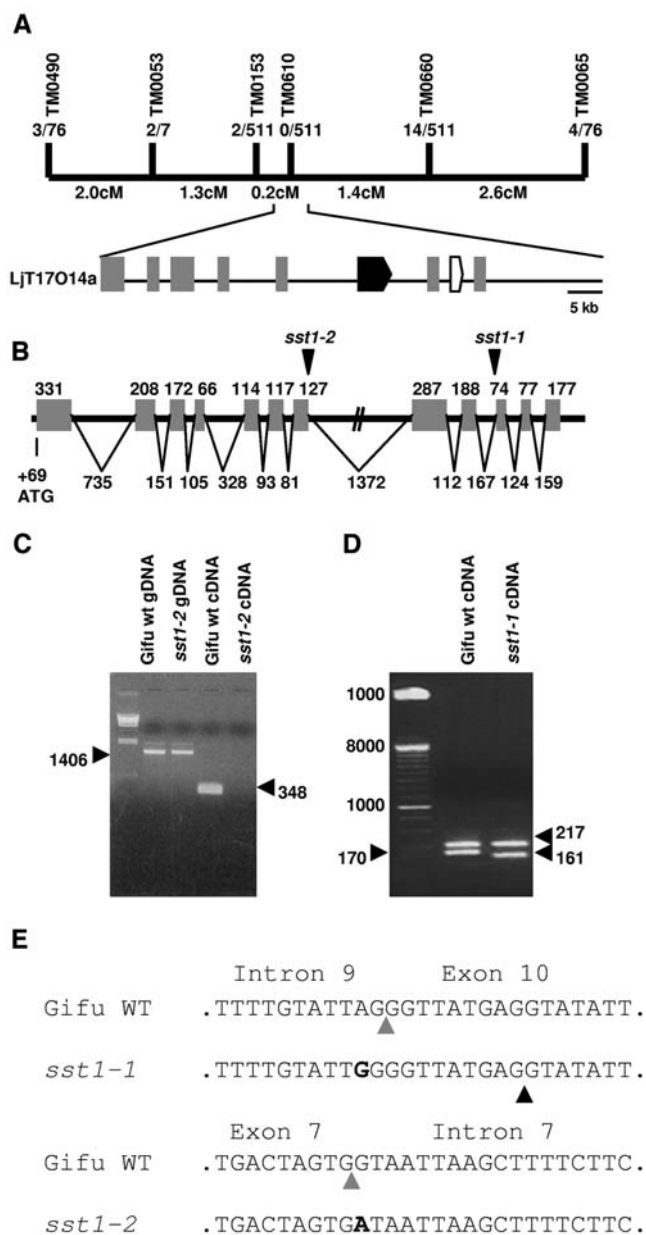 A
TM0490 TM0053 TM0153 TM0610 TM0660 TM0065
3/76 2/7 2/511 0/511 14/511 4/76
2.0cM 1.3cM 0.2cM 1.4cM 2.6cM
LjT17O14a
5 kb
B
sst1-2 sst1-1
331 208 172 66 114 117 127 287 188 74 77 177
+69 735 151 105 328 93 81 1372 112 167 124 159
ATG
C
Gifu wt gDNA
sst1-2 gDNA
Gifu wt cDNA
sst1-2 cDNA
1406
348
D
Gifu wt cDNA
sst1-1 cDNA
1000
8000
1000
217
170
161
E
Intron 9 Exon 10
Gifu WT .TTTTGTATTAGGGTTATGAGGTATATT.
sst1-1 .TTTTGTATTGGGGTTATGAGGTATATT.
Exon 7 Intron 7
Gifu WT .TGACTAGTGGTAATTAAGCTTTTCTTC.
sst1-2 .TGACTAGTGATAATTAAGCTTTTCTTC.